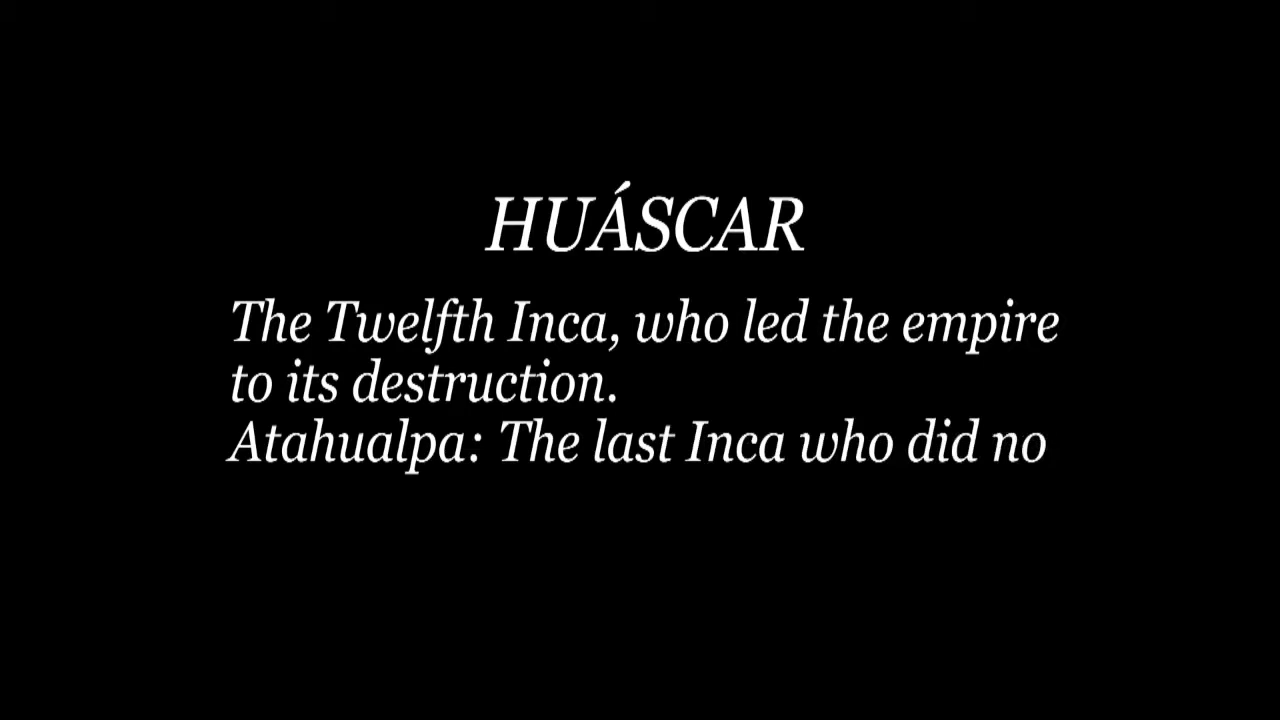 HUÁSCAR
The Twelfth Inca, who led the empire
to its destruction.
Atahualpa: The last Inca who did no